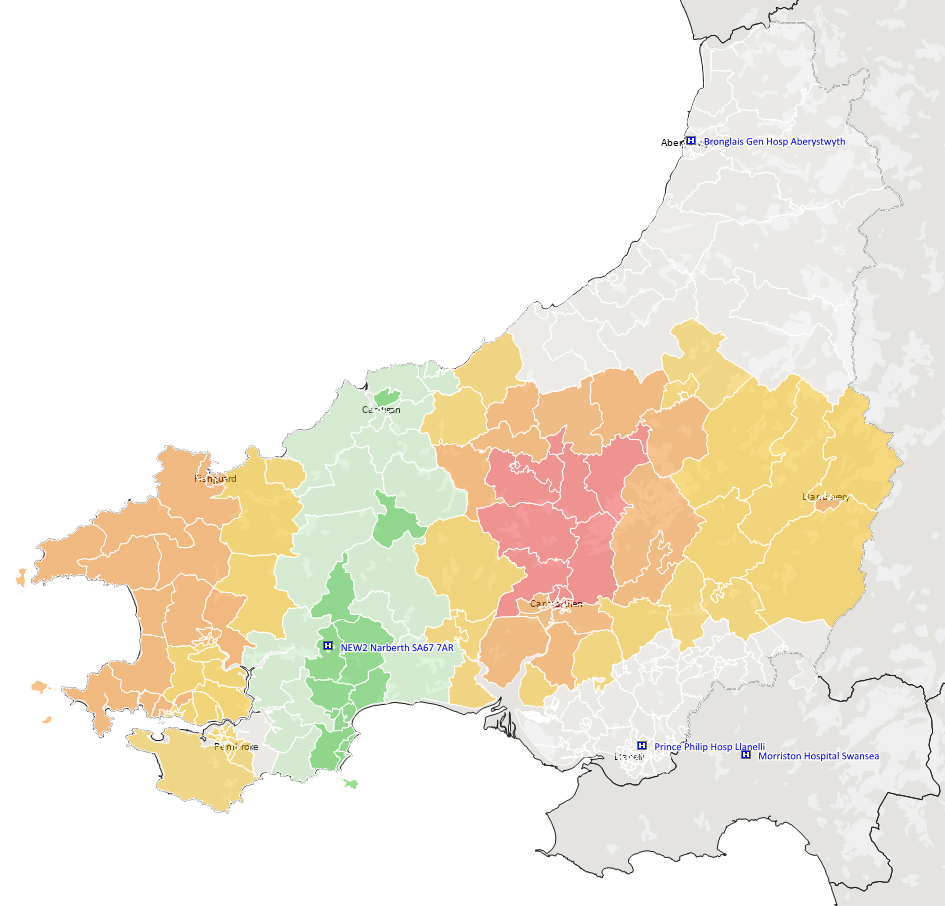 Bronglais Gen Hosp Aberystwyth
Cardigan
Fishguard
Llandovery
Carmarthen
NEW2 Narberth SA67 7AR
Pembroke
Prince Philip Hosp Llanelli
Llanelli
Morriston Hospital Swansea